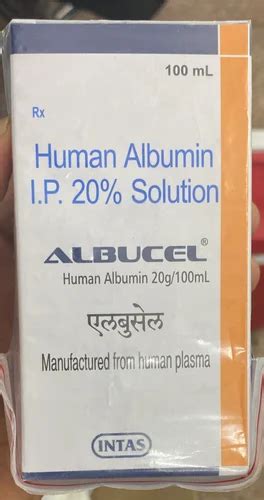 100 mL
Rx
Human Albumin
I.P. 20% Solution
ALBUCEL®
Human Albumin 20g/100mL
एलबुसेल
Manufactured from human plasma
INTAS